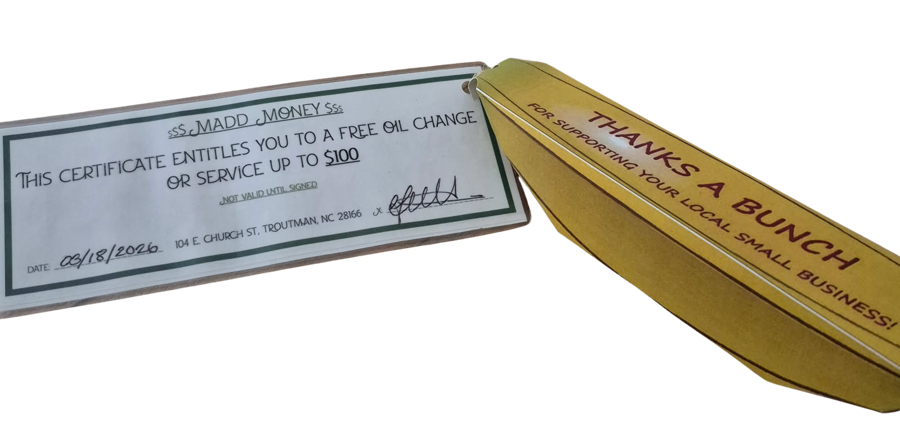 $$$ MADD MONEY $$$
THIS CERTIFICATE ENTITLES YOU TO A FREE OIL CHANGE
OR SERVICE UP TO $100
NOT VALID UNTIL SIGNED
DATE 03/18/2026 104 E. CHURCH ST, TROUTMAN, NC 28166 X
THANKS A BUNCH
FOR SUPPORTING YOUR LOCAL SMALL BUSINESS!